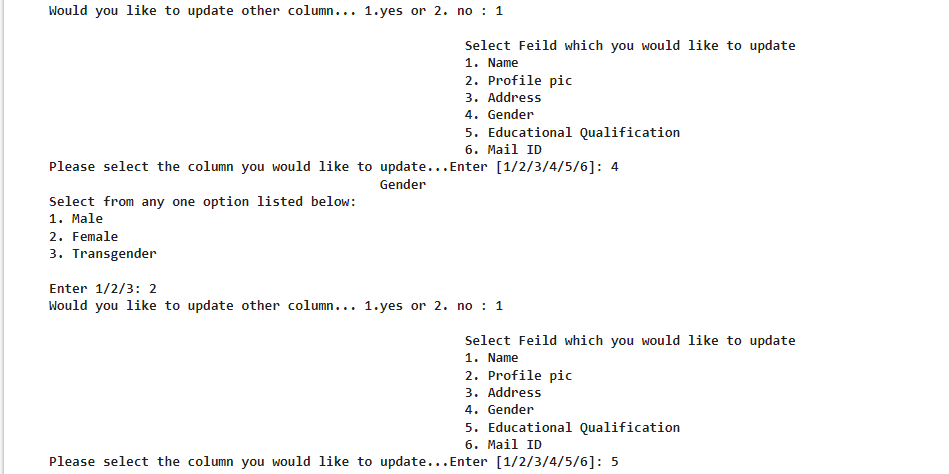 Would you like to update other column... 1.yes or 2. no : 1
Select Feild which you would like to update
1. Name
2. Profile pic
3. Address
4. Gender
5. Educational Qualification
6. Mail ID
Please select the column you would like to update...Enter [1/2/3/4/5/6]: 4
Gender
Select from any one option listed below:
1. Male
2. Female
3. Transgender
Enter 1/2/3: 2
Would you like to update other column... 1.yes or 2. no : 1
Select Feild which you would like to update
1. Name
2. Profile pic
3. Address
4. Gender
5. Educational Qualification
6. Mail ID
Please select the column you would like to update...Enter [1/2/3/4/5/6]: 5